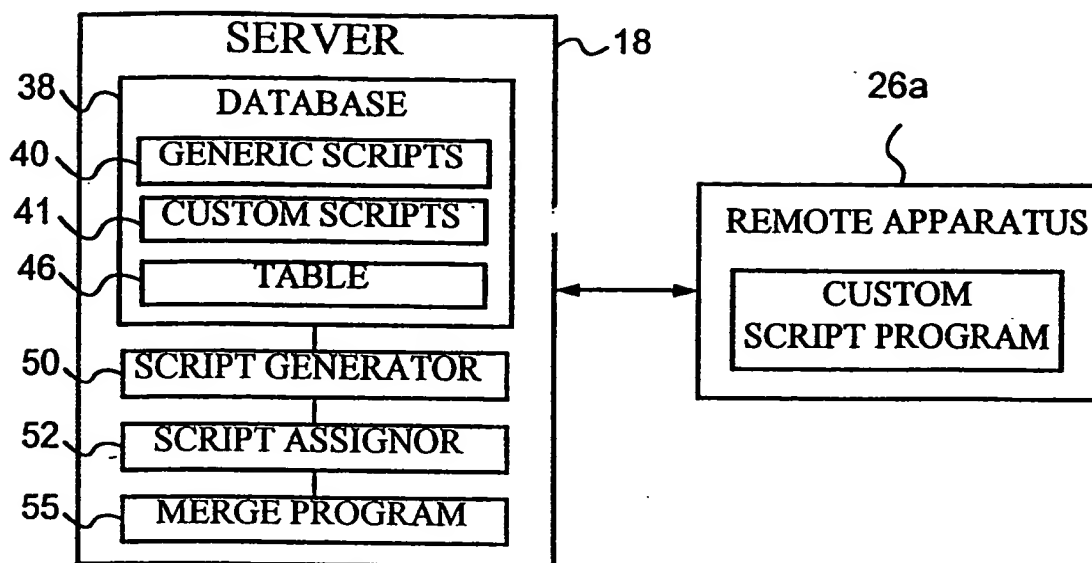 SERVER
18
38
DATABASE
26a
40
GENERIC SCRIPTS
41
CUSTOM SCRIPTS
REMOTE APPARATUS
46
TABLE
CUSTOM
SCRIPT PROGRAM
50
SCRIPT GENERATOR
52
SCRIPT ASSIGNOR
55
MERGE PROGRAM